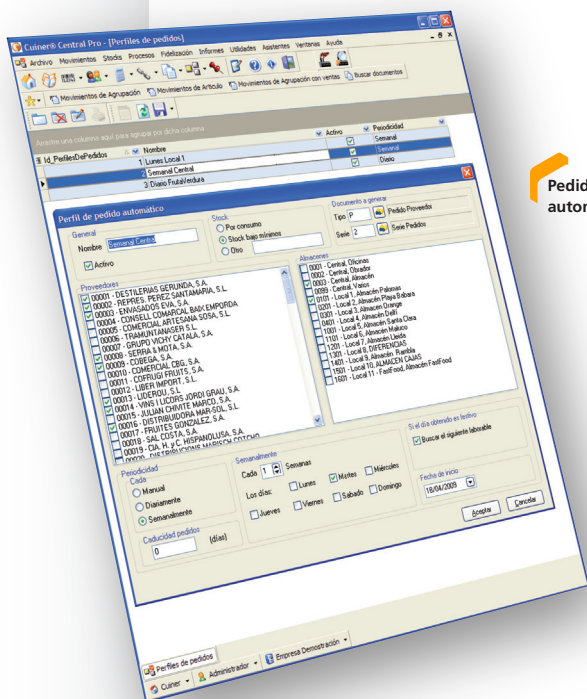 Cuiner® Central Pro - [Perfiles de pedidos]
Archivo Movimientos Stocks Procesos Fidelización Informes Utilidades Asistentes Ventanas Ayuda
Movimientos de Agrupación Movimientos de Artículo Movimientos de Agrupación con ventas Buscar documentos
Arrastre una columna aquí para agrupar por dicha columna
Id_PerfilesDePedidos Nombre Activo Periodicidad
1 Lunes Local 1 Semanal
2 Semanal Central Semanal
3 Diario FrutaVerdura Diario
Pedid
autor
Perfil de pedido automático
General
Nombre Semanal Central
Activo
Stock
Por consumo
Stock bajo mínimos
Otro
Documento a generar
Tipo P Pedido Proveedor
Serie 2 Serie Pedidos
Proveedores
00001 - DESTILERIAS GERUNDA, S.A.
00002 - REPRES. PEREZ SANTAMARIA, S.L.
00003 - ENVASADOS EVA, S.A.
00004 - CONSELL COMARCAL BAIX EMPORDA
00005 - COMERCIAL ARTESANA SOSA, S.L.
00006 - TRAMUNTANASER S.L.
00007 - GRUPO VICHY CATALA, S.A.
00008 - SERRA & MOTA, S.A.
00009 - COBEGA, S.A.
00010 - COMERCIAL CBG, S.A.
00011 - COFRUGI FRUITS, S.A.
00012 - LIBER IMPORT, S.L.
00013 - LIDEROU, S.L.
00014 - VINS I LICORS JORDI GRAU, S.A.
00015 - JULIAN CHIVITE MARCO, S.A.
00016 - DISTRIBUIDORA MAR-SOL, S.L.
00017 - FRUITES GONZALEZ, S.A.
00018 - SAL COSTA, S.A.
00019 - CIA. H. y C. HISPANOLUSA, S.A.
00020 - DISTRIBUCIONS MARISCH
Almacenes
0001 - Central, Oficinas
0002 - Central, Obrador
0003 - Central, Almacén
0099 - Central, Varios
0101 - Local 1, Almacén Palomas
0201 - Local 2, Almacén Playa Babara
0301 - Local 3, Almacén Orange
0401 - Local 4, Almacén Delfi
1001 - Local 5, Almacén Santa Clara
1101 - Local 6, Almacén Maluco
1201 - Local 7, Almacén Lleida
1301 - Local 8, DIFERENCIAS
1401 - Local 9, Almacén Rambla
1501 - Local 10, ALMACEN CAJAS
1601 - Local 11 - FastFood, Almacén FastFood
Periodicidad
Cada
Manual
Diariamente
Semanalmente
Semanalmente
Cada 1 Semanas
Los días: Lunes Martes Miércoles
Jueves Viernes Sabado Domingo
Si el día obtenido es festivo
Buscar el siguiente laborable
Caducidad pedidos
0 (días)
Fecha de inicio
18/04/2009
Aceptar Cancelar
Perfiles de pedidos
Cuiner Administrador Empresa Demostración